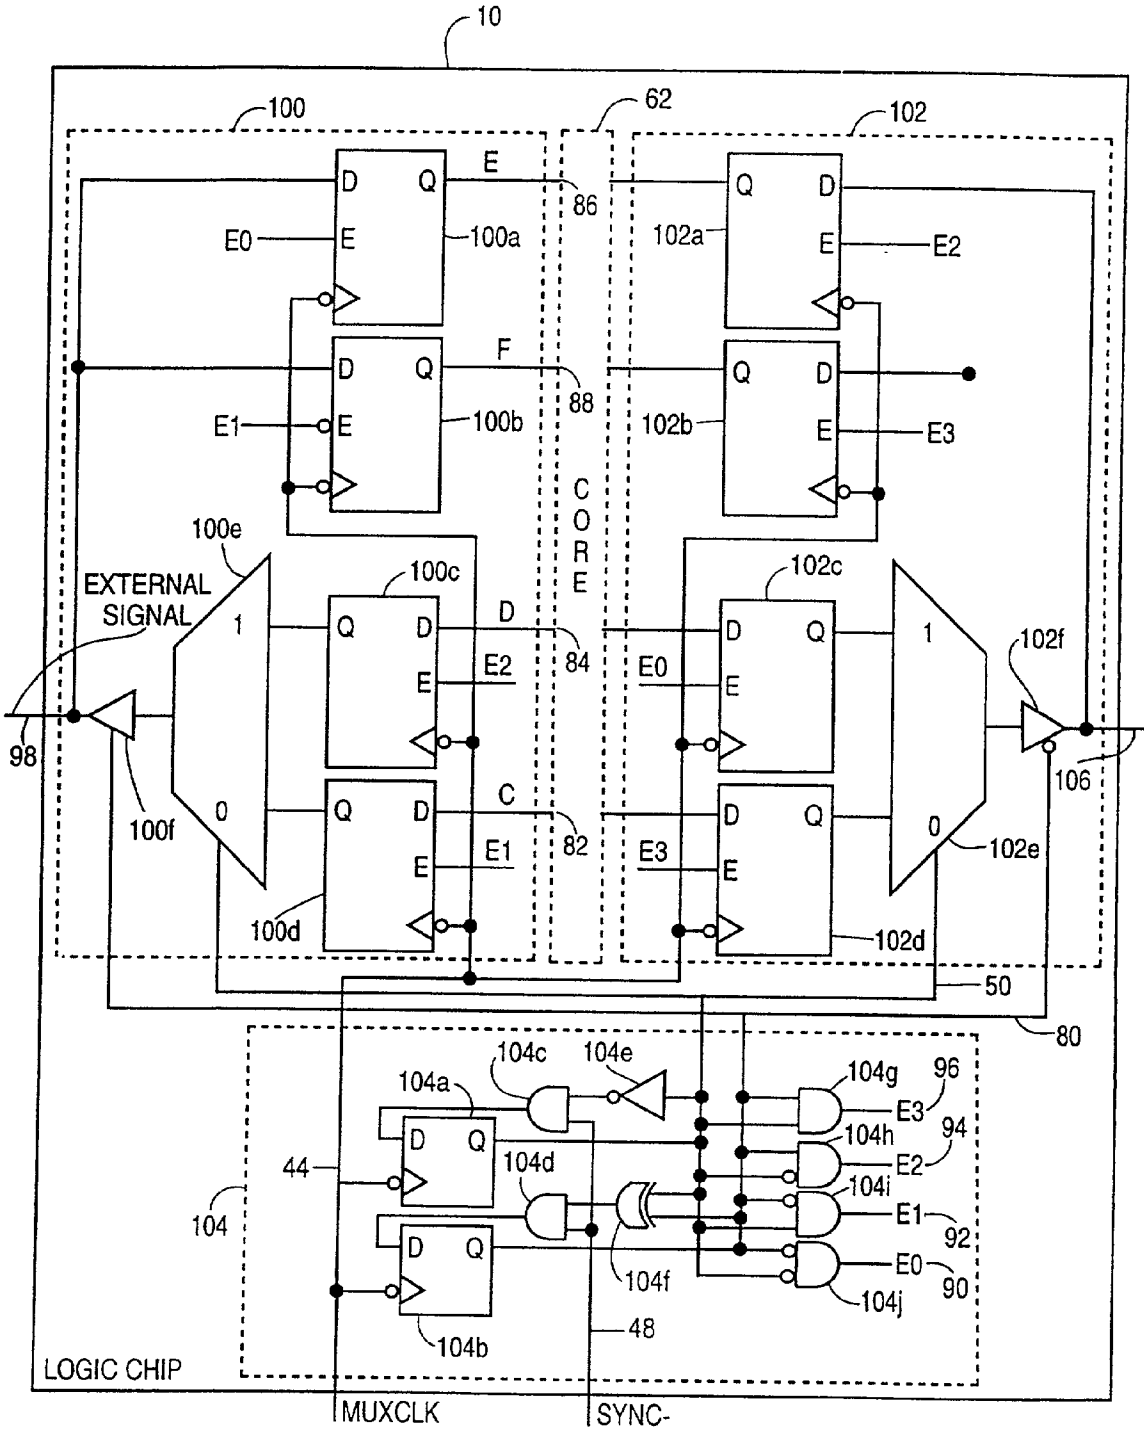 10
100
62
102
D Q
E
86
Q D
E0
E
100a
102a
E
E2
D Q
F
88
Q D
E1
E
100b
102b
E
E3
CORE
100e
EXTERNAL
SIGNAL
1
100c
Q D
D
84
E
E2
102c
D Q
E0
E
1
102f
98
100f
106
0
Q D
C
82
E
E1
100d
D Q
E3
E
0
102e
102d
50
80
104c
104e
104a
D Q
104g
96
E3
104h
94
44
104d
E2
104i
104
E1
92
D Q
104f
E0
90
104j
104b
48
LOGIC CHIP
MUXCLK
SYNC-